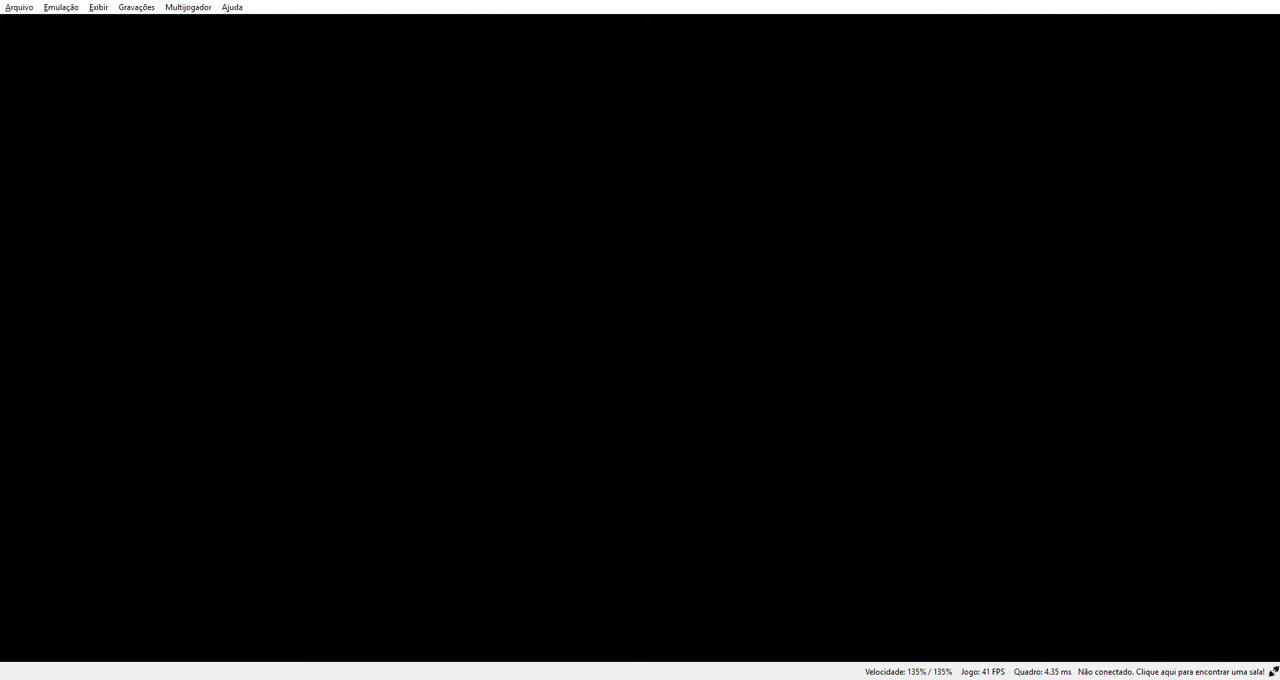 Arquivo Emulação Exibir Gravações Multijogador Ajuda
Velocidade: 135% / 135% Jogo: 41 FPS Quadro: 4.35 ms Não conectado. Clique aqui para encontrar uma sala!